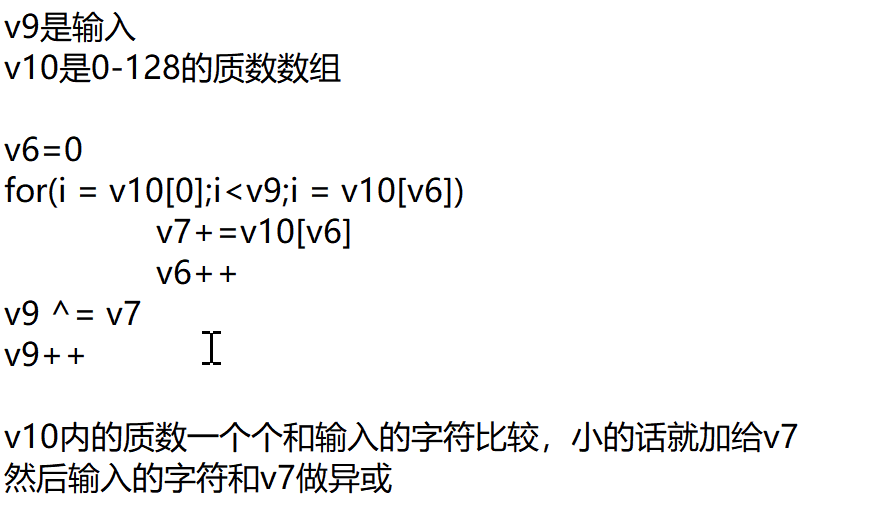 v9是输入
v10是0-128的质数数组
v6=0
for(i = v10[0];i<v9;i = v10[v6])
v7+=v10[v6]
v6++
v9 ^= v7
v9++
v10内的质数一个个和输入的字符比较，小的话就加给v7
然后输入的字符和v7做异或